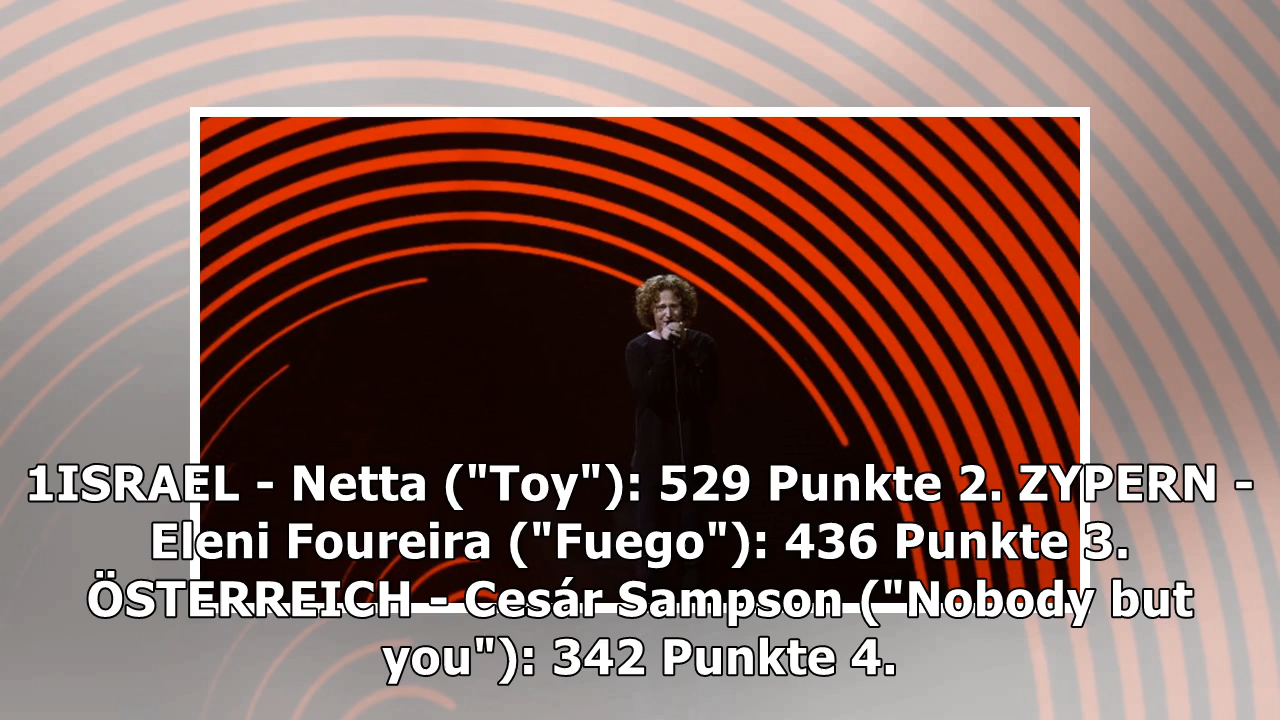 1ISRAEL - Netta ("Toy"): 529 Punkte 2. ZYPERN -
Eleni Foureira ("Fuego"): 436 Punkte 3.
ÖSTERREICH - Cesár Sampson ("Nobody but
you"): 342 Punkte 4.